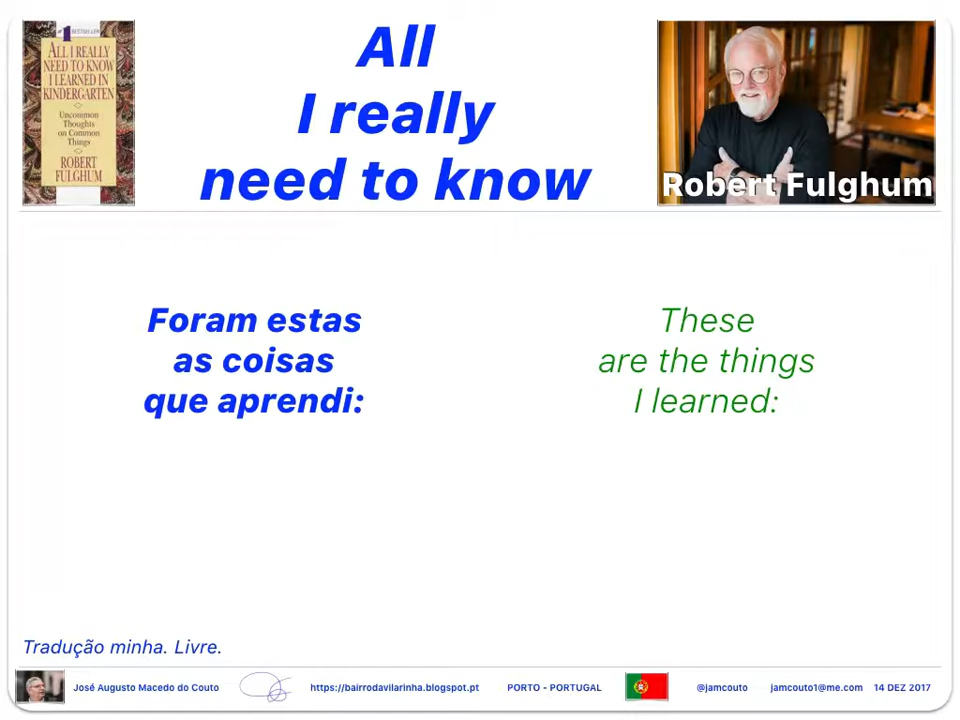 #1 BESTSELLER
ALL I REALLY
NEED TO KNOW
I LEARNED IN
KINDERGARTEN
Uncommon
Thoughts
on Common
Things
ROBERT
FULGHUM
All
I really
need to know
Robert Fulghum
Foram estas
as coisas
que aprendi:
These
are the things
I learned:
Tradução minha. Livre.
José Augusto Macedo do Couto
https://bairrodavilarinha.blogspot.pt
PORTO - PORTUGAL
@jamcouto
jamcouto1@me.com
14 DEZ 2017